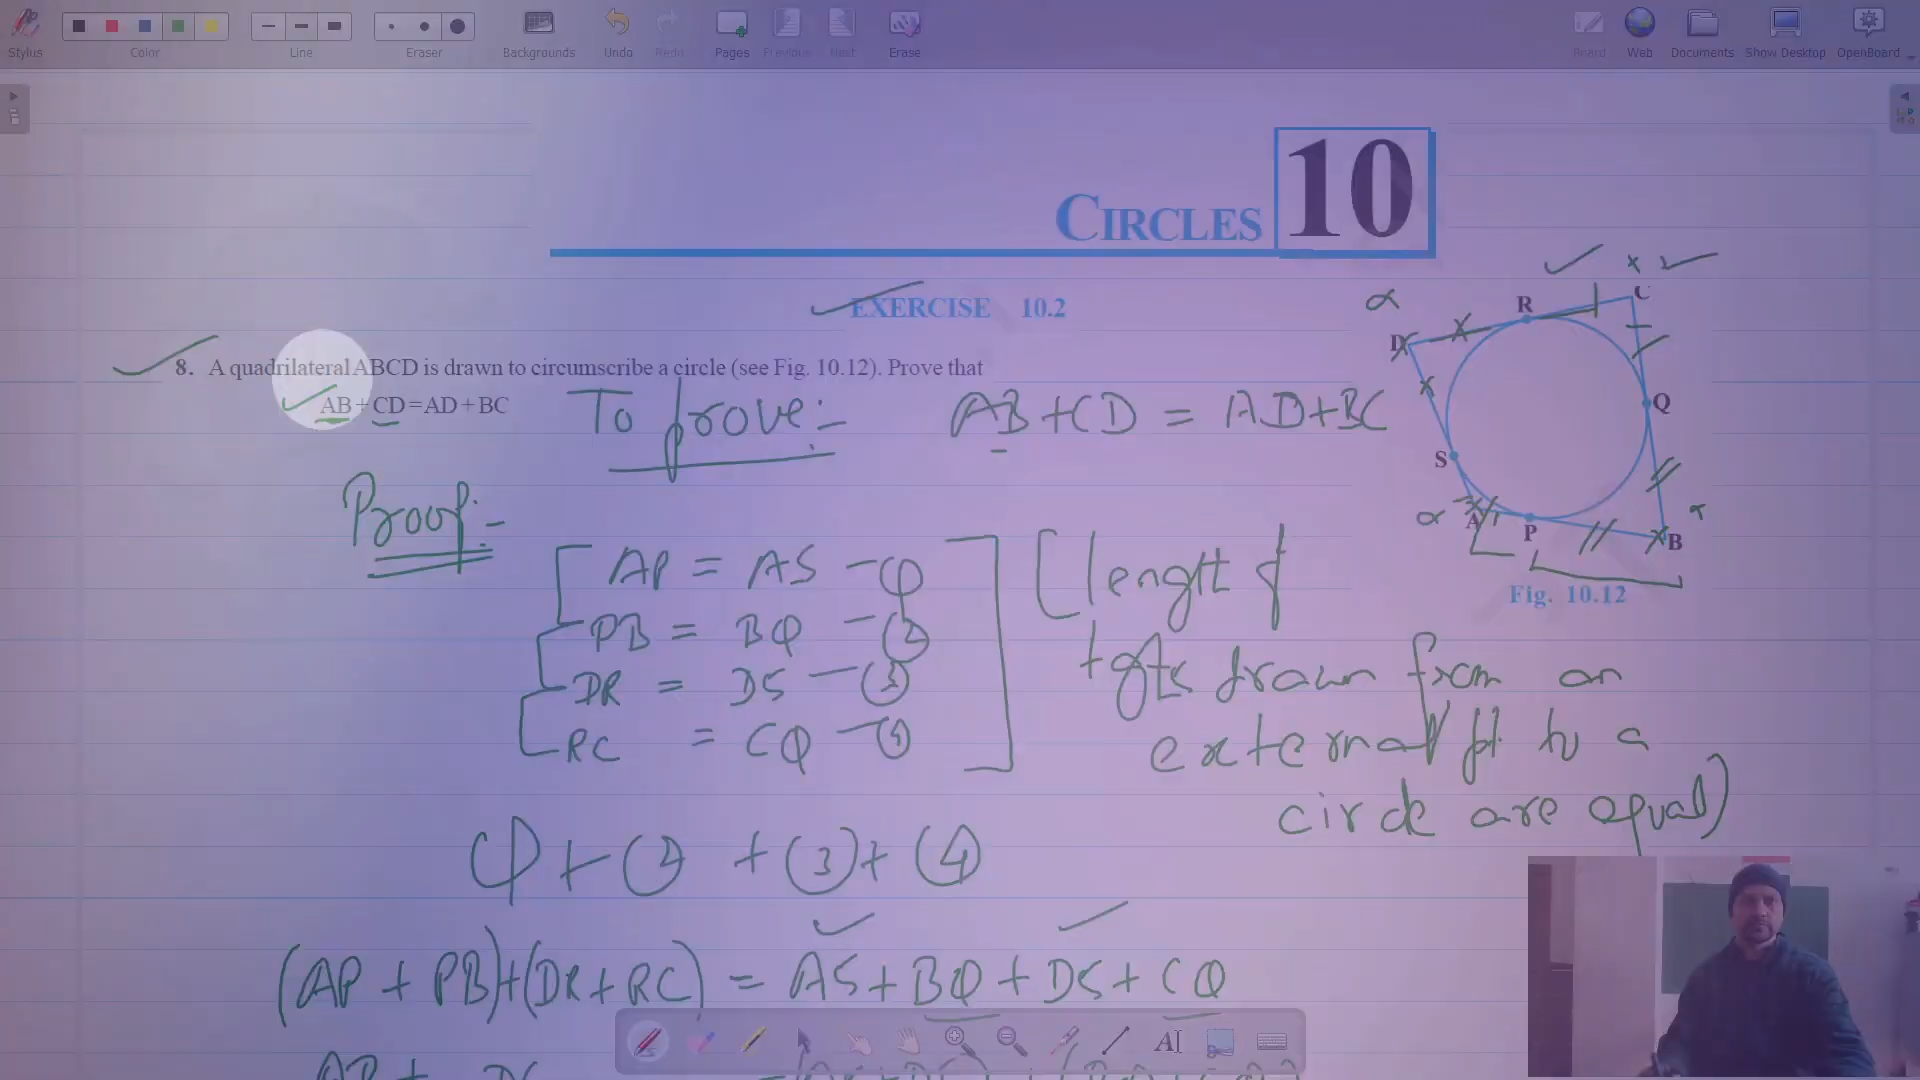 Stylus
Color
Line
Eraser
Backgrounds
Undo
Redo
Pages
Previous
Next
Erase
Board
Web
Documents
Show Desktop
OpenBoard
CIRCLES 10
EXERCISE 10.2
8. A quadrilateral ABCD is drawn to circumscribe a circle (see Fig. 10.12). Prove that
AB + CD = AD + BC
To prove:- AB+CD = AD+BC
Proof:-
AP = AS - (1)
PB = BQ - (2)
DR = DS - (3)
RC = CQ - (4)
[length of
tgts drawn from an
external pt to a
circle are equal)
α
R
C
D
Q
S
α
A
P
B
Fig. 10.12
(1) + (2) + (3) + (4)
(AP + PB)+(DR+RC) = AS+BQ+DS+CQ
AI